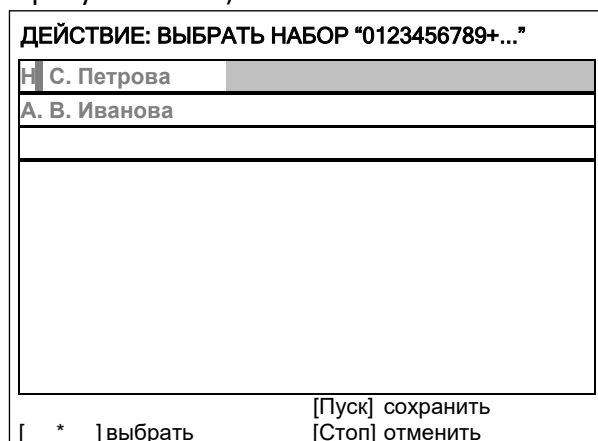 ДЕЙСТВИЕ: ВЫБРАТЬ НАБОР “0123456789+...”
Н С. Петрова
А. В. Иванова
[Пуск] сохранить
[ * ] выбрать [Стоп] отменить